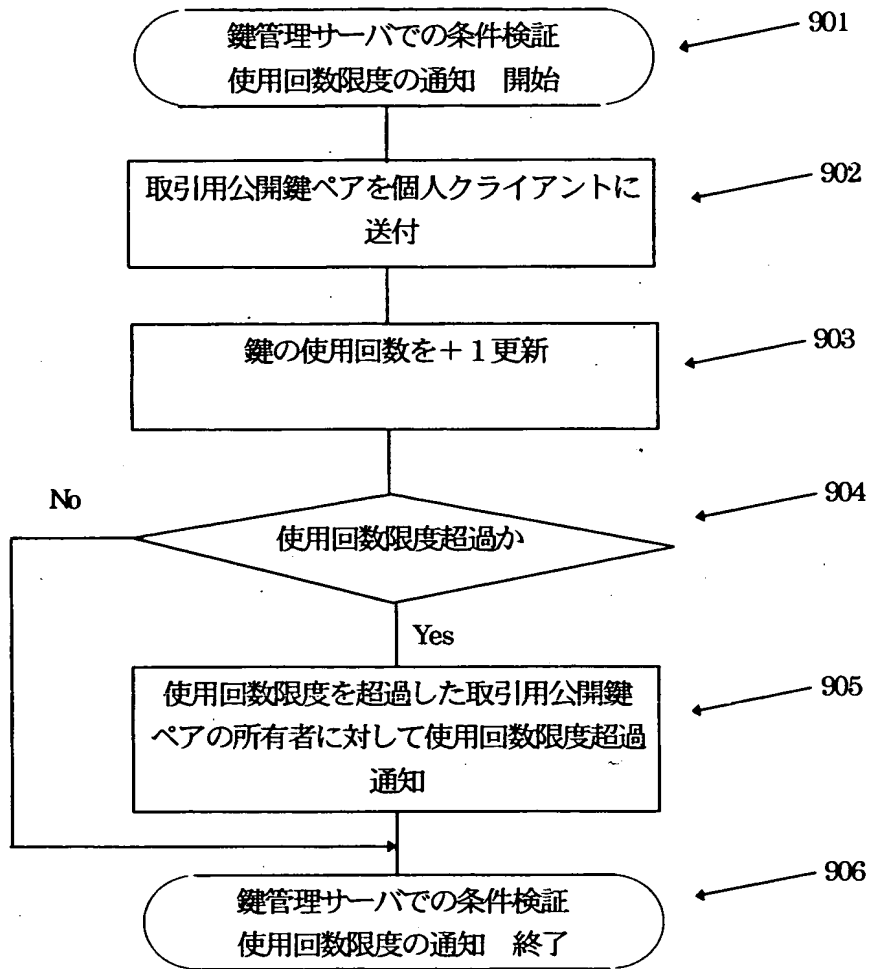 鍵管理サーバでの条件検証
使用回数限度の通知　開始
901
取引用公開鍵ペアを個人クライアントに
送付
902
鍵の使用回数を＋１更新
903
使用回数限度超過か
904
No
Yes
使用回数限度を超過した取引用公開鍵
ペアの所有者に対して使用回数限度超過
通知
905
鍵管理サーバでの条件検証
使用回数限度の通知　終了
906